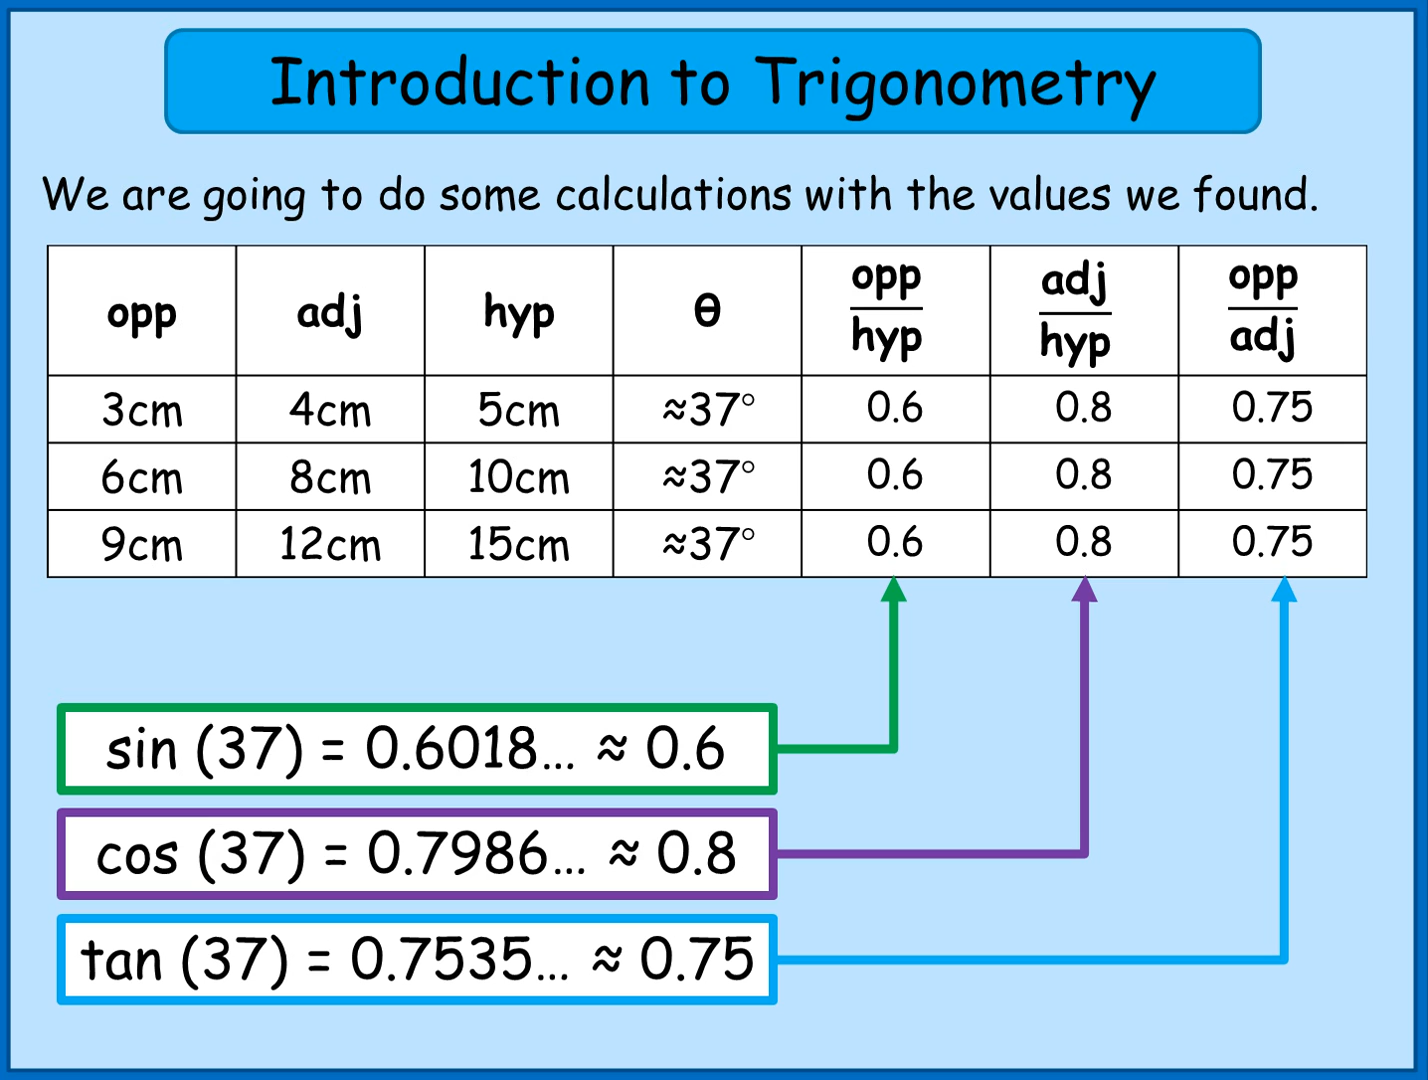 Introduction to Trigonometry
We are going to do some calculations with the values we found.
opp adj hyp θ opp/hyp adj/hyp opp/adj
3cm 4cm 5cm ≈37° 0.6 0.8 0.75
6cm 8cm 10cm ≈37° 0.6 0.8 0.75
9cm 12cm 15cm ≈37° 0.6 0.8 0.75
sin (37) = 0.6018... ≈ 0.6
cos (37) = 0.7986... ≈ 0.8
tan (37) = 0.7535... ≈ 0.75